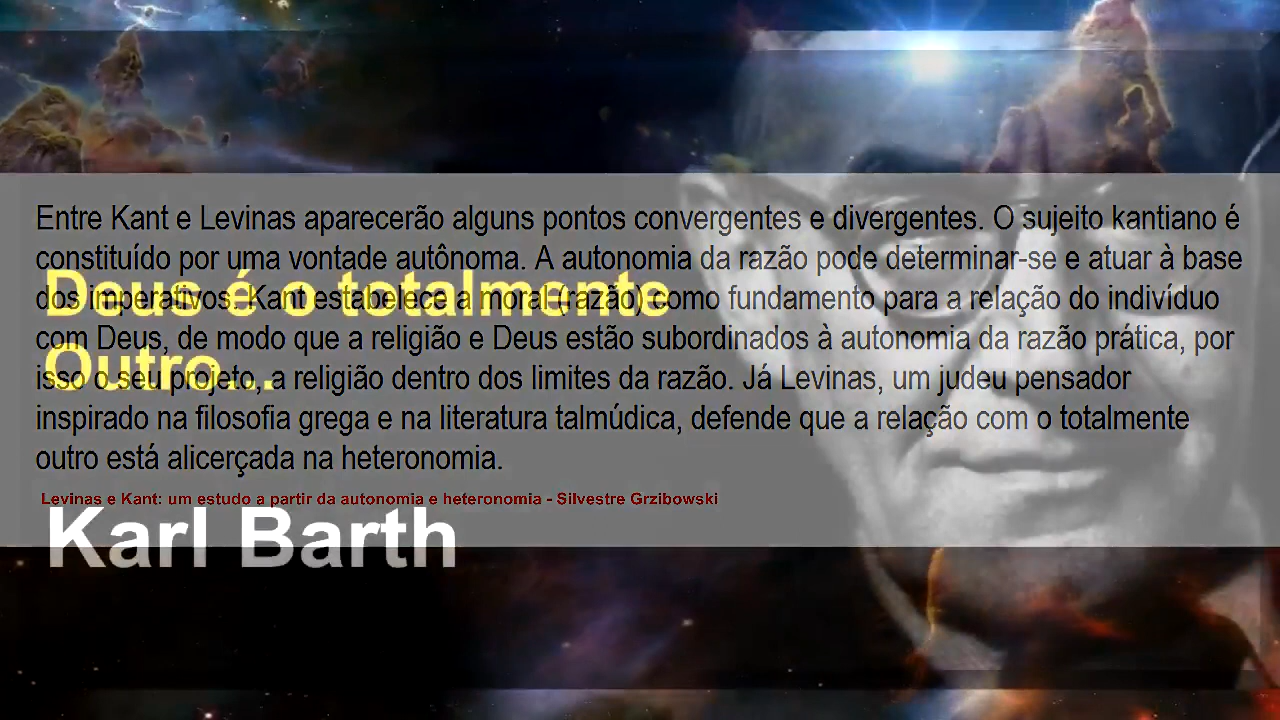 Entre Kant e Levinas aparecerão alguns pontos convergentes e divergentes. O sujeito kantiano é
constituído por uma vontade autônoma. A autonomia da razão pode determinar-se e atuar à base
dos imperativos. Kant estabelece a moral (razão) como fundamento para a relação do indivíduo
com Deus, de modo que a religião e Deus estão subordinados à autonomia da razão prática, por
isso o seu projeto, a religião dentro dos limites da razão. Já Levinas, um judeu pensador
inspirado na filosofia grega e na literatura talmúdica, defende que a relação com o totalmente
outro está alicerçada na heteronomia.
Levinas e Kant: um estudo a partir da autonomia e heteronomia - Silvestre Grzibowski
Deus é o totalmente
Outro...
Karl Barth